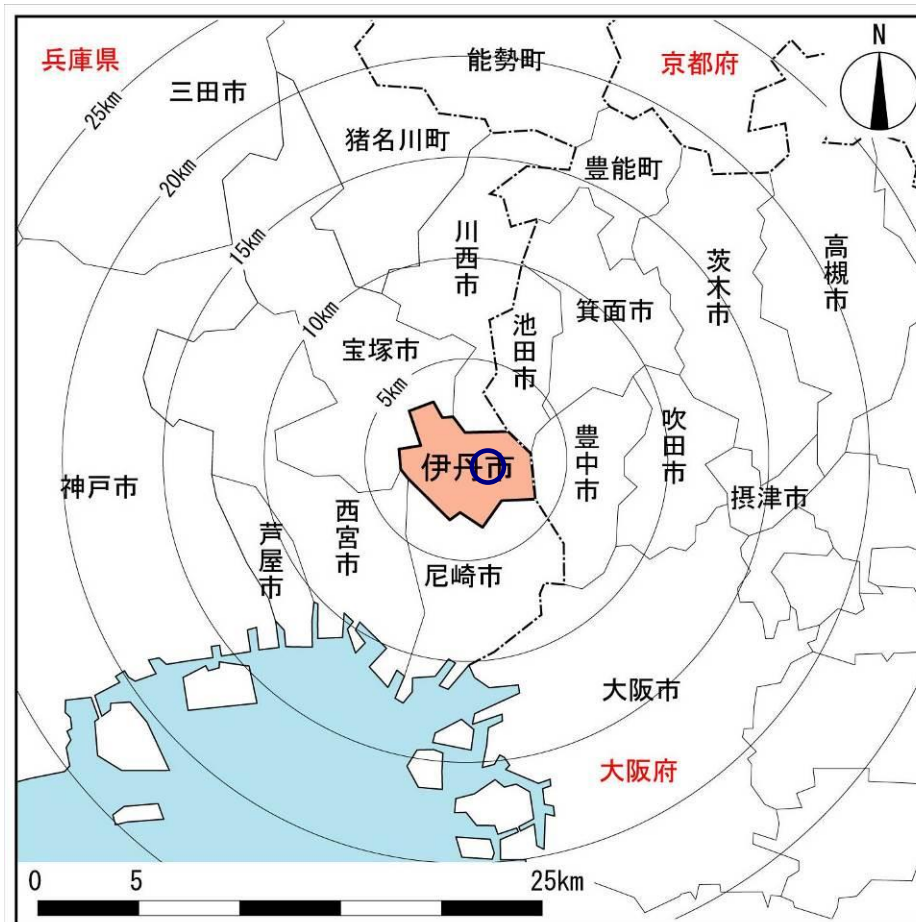 兵庫県
能勢町
京都府
N
三田市
25km
猪名川町
20km
豊能町
川西市
15km
茨木市
高槻市
10km
箕面市
池田市
宝塚市
5km
伊丹市
豊中市
吹田市
神戸市
摂津市
西宮市
芦屋市
尼崎市
大阪市
大阪府
0 5 25km